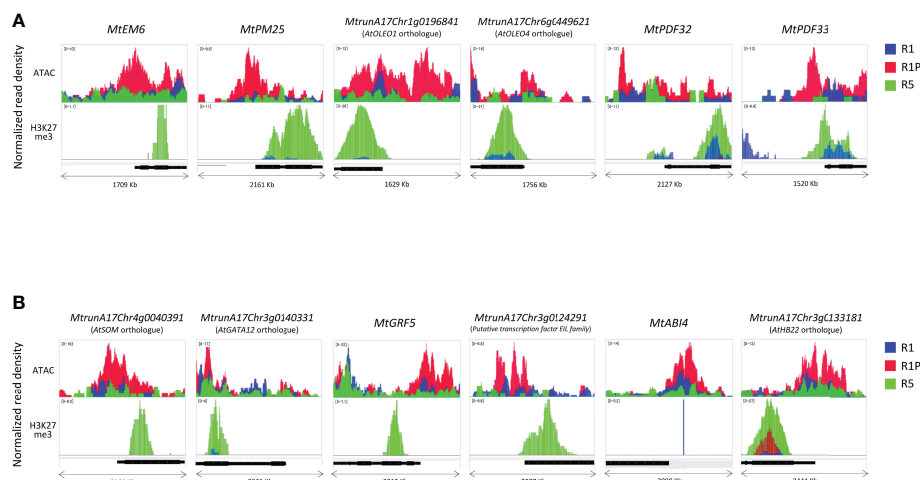 A
MtEM6
MtPM25
MtrunA17Chr1g0196841
(AtOLEO1 orthologue)
MtrunA17Chr6g0449621
(AtOLEO4 orthologue)
MtPDF32
MtPDF33
Normalized read density
ATAC
H3K27
me3
R1
R1P
R5
1709 Kb
2161 Kb
1629 Kb
1756 Kb
2127 Kb
1520 Kb
B
MtrunA17Chr4g0040391
(AtSOM orthologue)
MtrunA17Chr3g0140331
(AtGATA12 orthologue)
MtGRF5
MtrunA17Chr3g0124291
(Putative transcription factor EIL family)
MtABI4
MtrunA17Chr3g0133181
(AtHB22 orthologue)
Normalized read density
ATAC
H3K27
me3
R1
R1P
R5